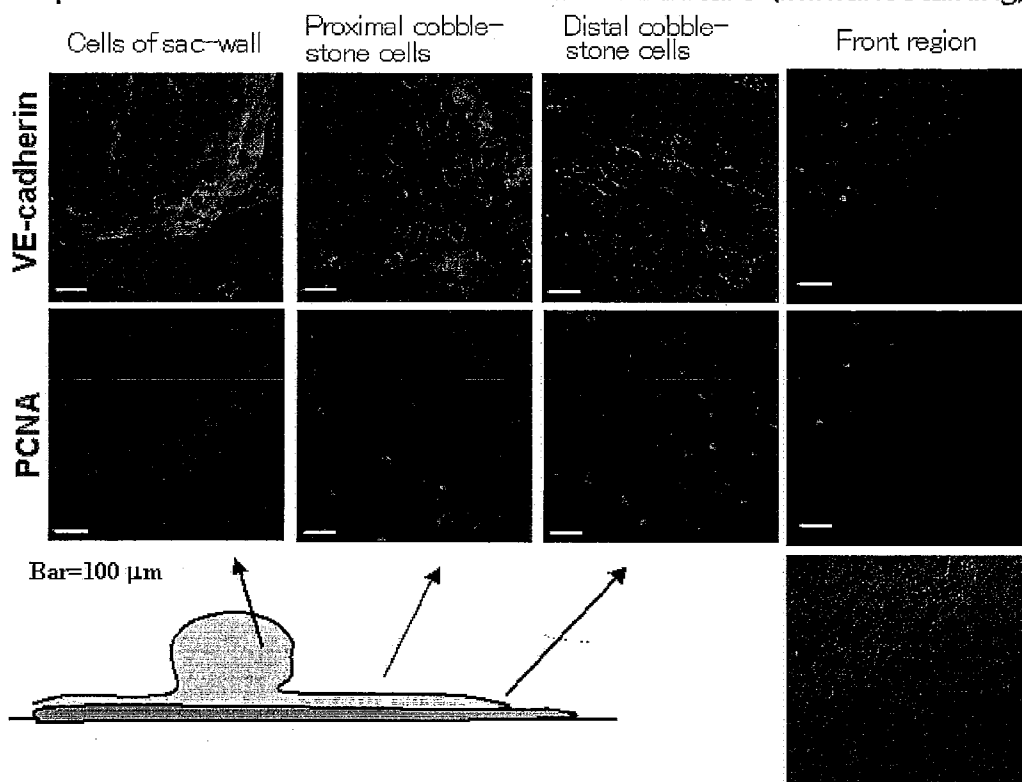 Cells of sac-wall
Proximal cobble-
stone cells
Distal cobble-
stone cells
Front region
VE-cadherin
PCNA
Bar=100 μm